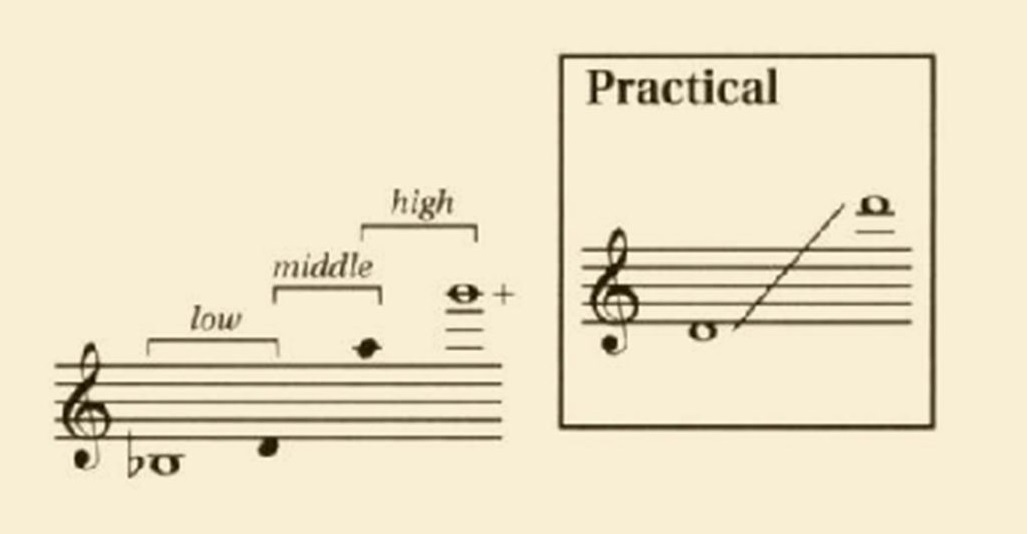 Practical
high
middle
low
+